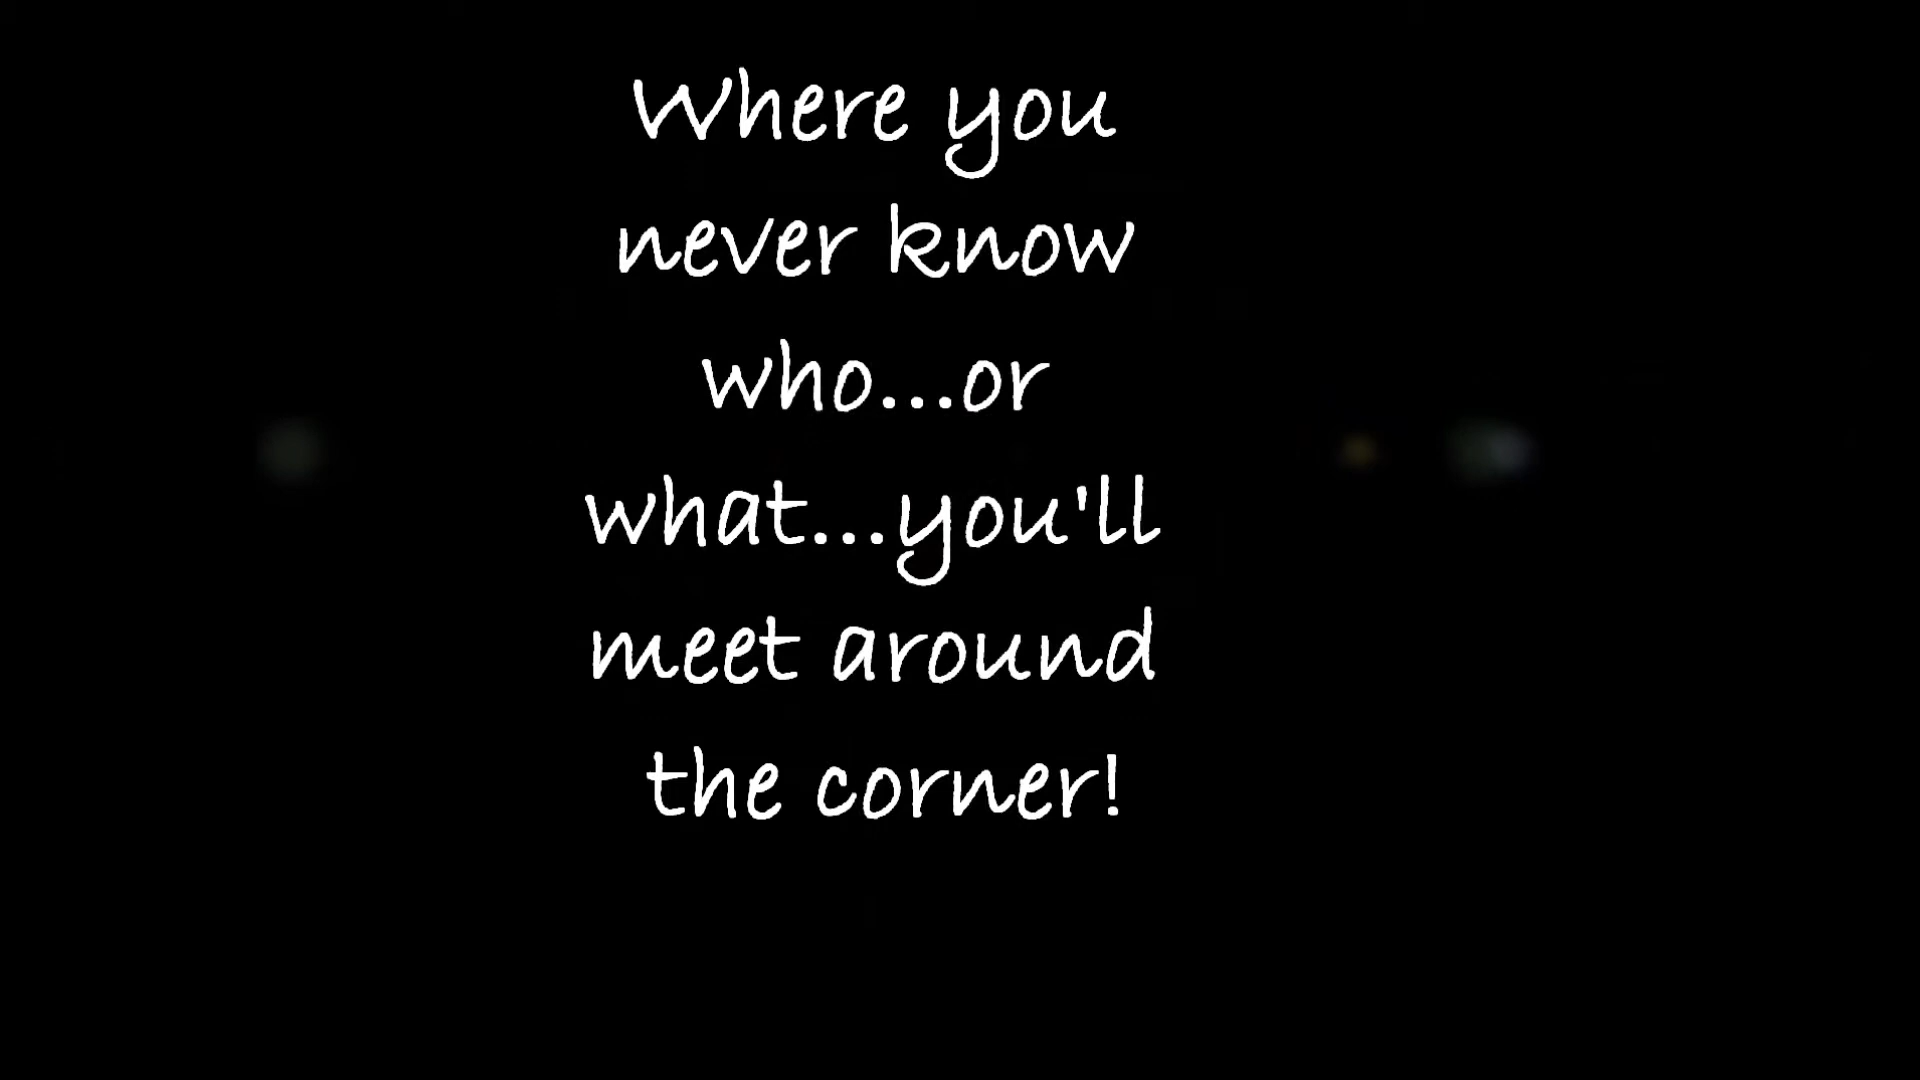 Where you
never know
who...or
what...you'll
meet around
the corner!